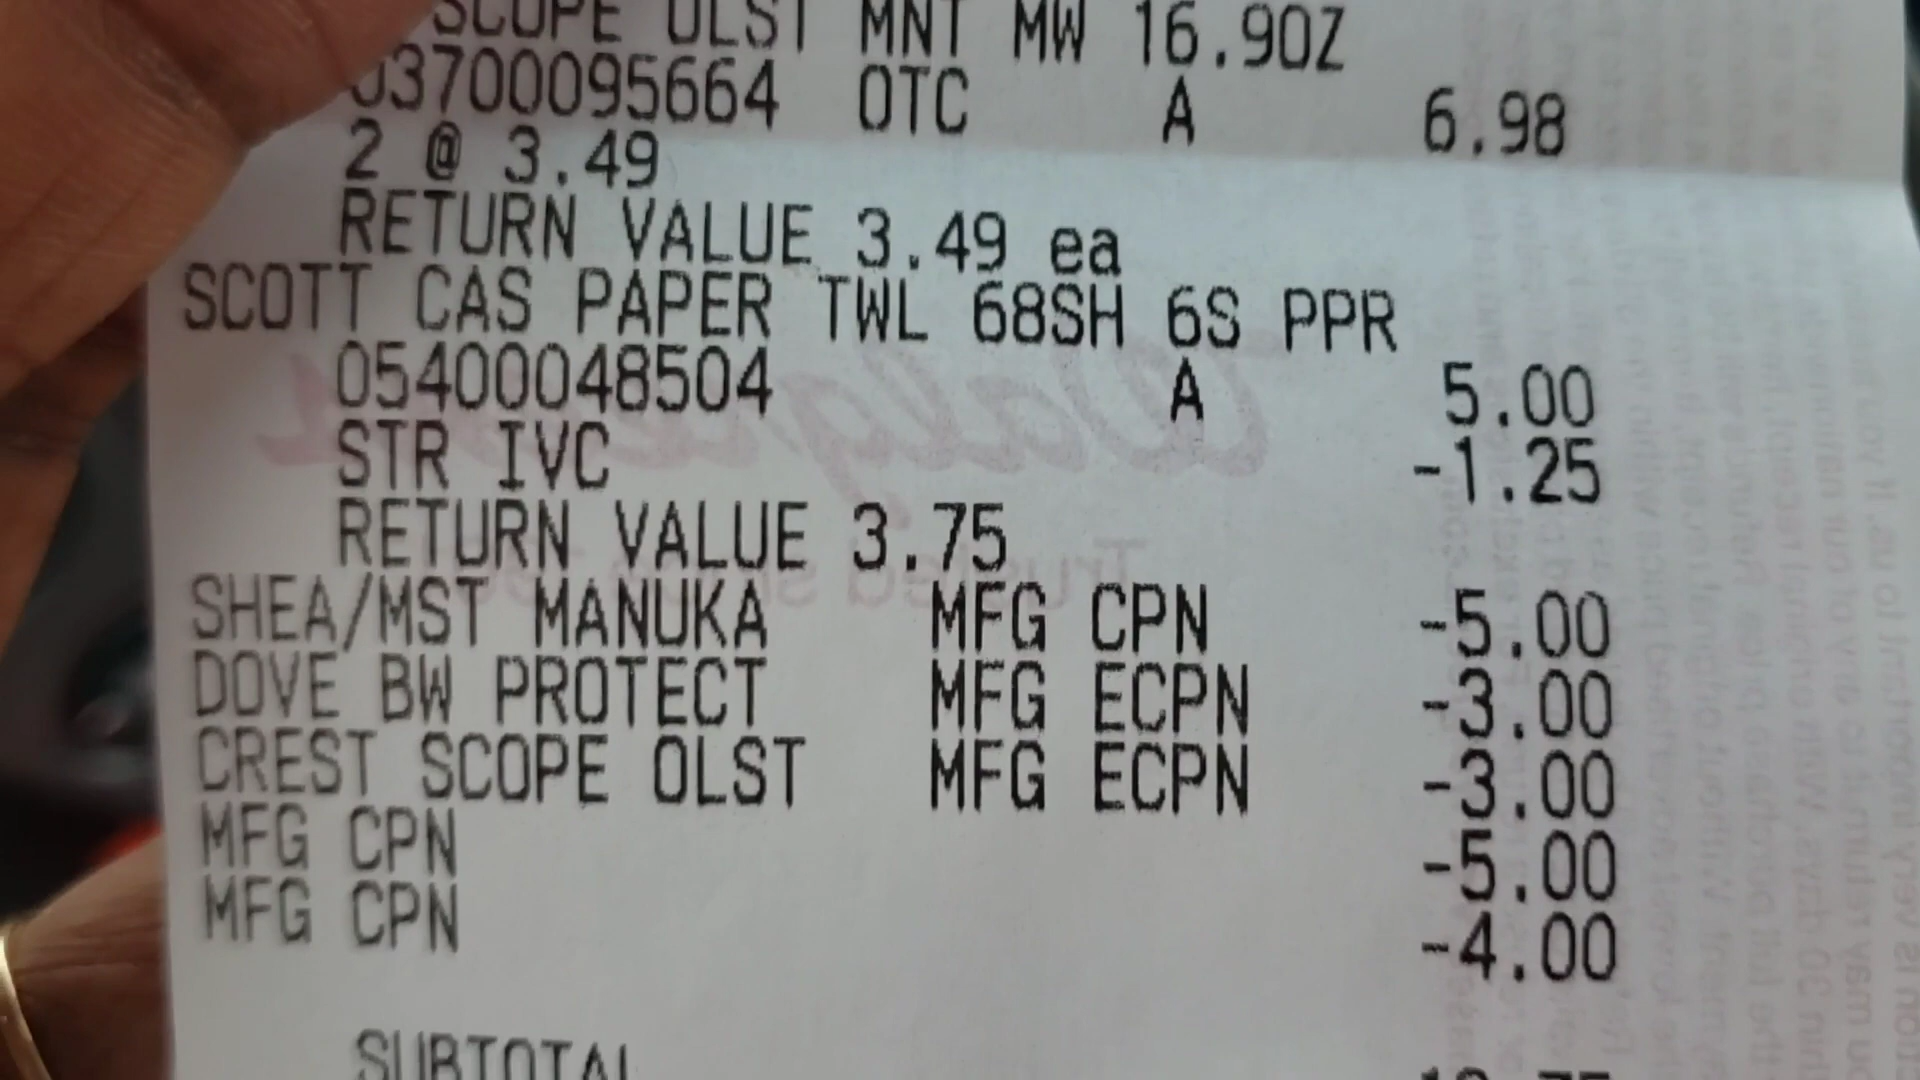 SCOPE OLST MNT MW 16.9OZ
03700095664 OTC A 6.98
2 @ 3.49
RETURN VALUE 3.49 ea
SCOTT CAS PAPER TWL 68SH 6S PPR
05400048504 A 5.00
STR IVC -1.25
RETURN VALUE 3.75
SHEA/MST MANUKA MFG CPN -5.00
DOVE BW PROTECT MFG ECPN -3.00
CREST SCOPE OLST MFG ECPN -3.00
MFG CPN -5.00
MFG CPN -4.00
SUBTOTAL